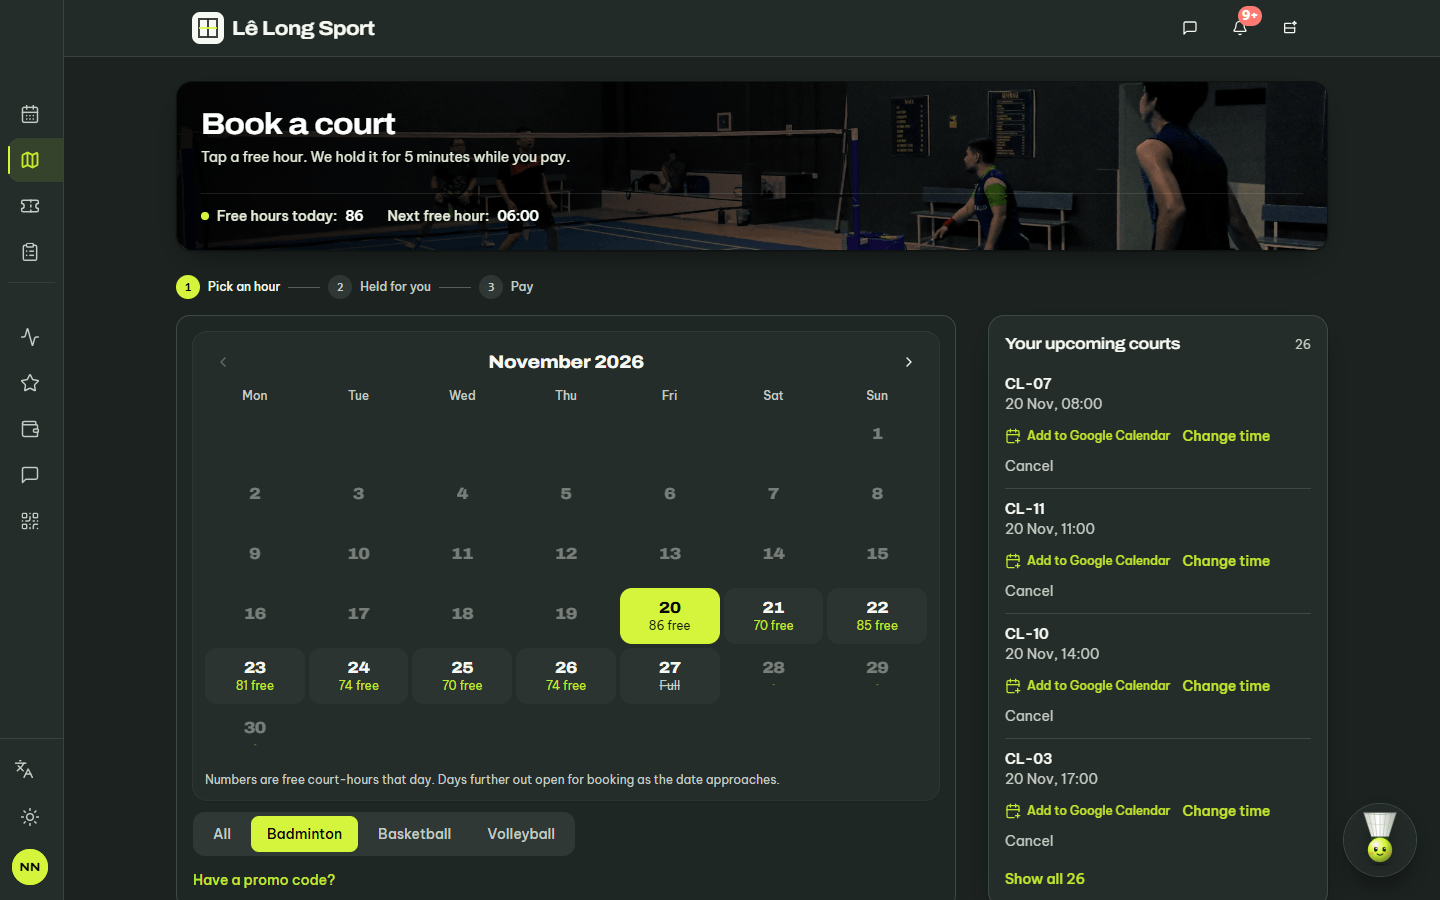 Lê Long Sport
9+
Book a court
Tap a free hour. We hold it for 5 minutes while you pay.
Free hours today: 86 Next free hour: 06:00
1 Pick an hour 2 Held for you 3 Pay
November 2026
Mon Tue Wed Thu Fri Sat Sun
1
2 3 4 5 6 7 8
9 10 11 12 13 14 15
16 17 18 19 20 21 22
86 free 70 free 85 free
23 24 25 26 27 28 29
81 free 74 free 70 free 74 free Full - -
30
-
Numbers are free court-hours that day. Days further out open for booking as the date approaches.
All Badminton Basketball Volleyball
Have a promo code?
Your upcoming courts 26
CL-07
20 Nov, 08:00
Add to Google Calendar Change time
Cancel
CL-11
20 Nov, 11:00
Add to Google Calendar Change time
Cancel
CL-10
20 Nov, 14:00
Add to Google Calendar Change time
Cancel
CL-03
20 Nov, 17:00
Add to Google Calendar Change time
Cancel
Show all 26
NN